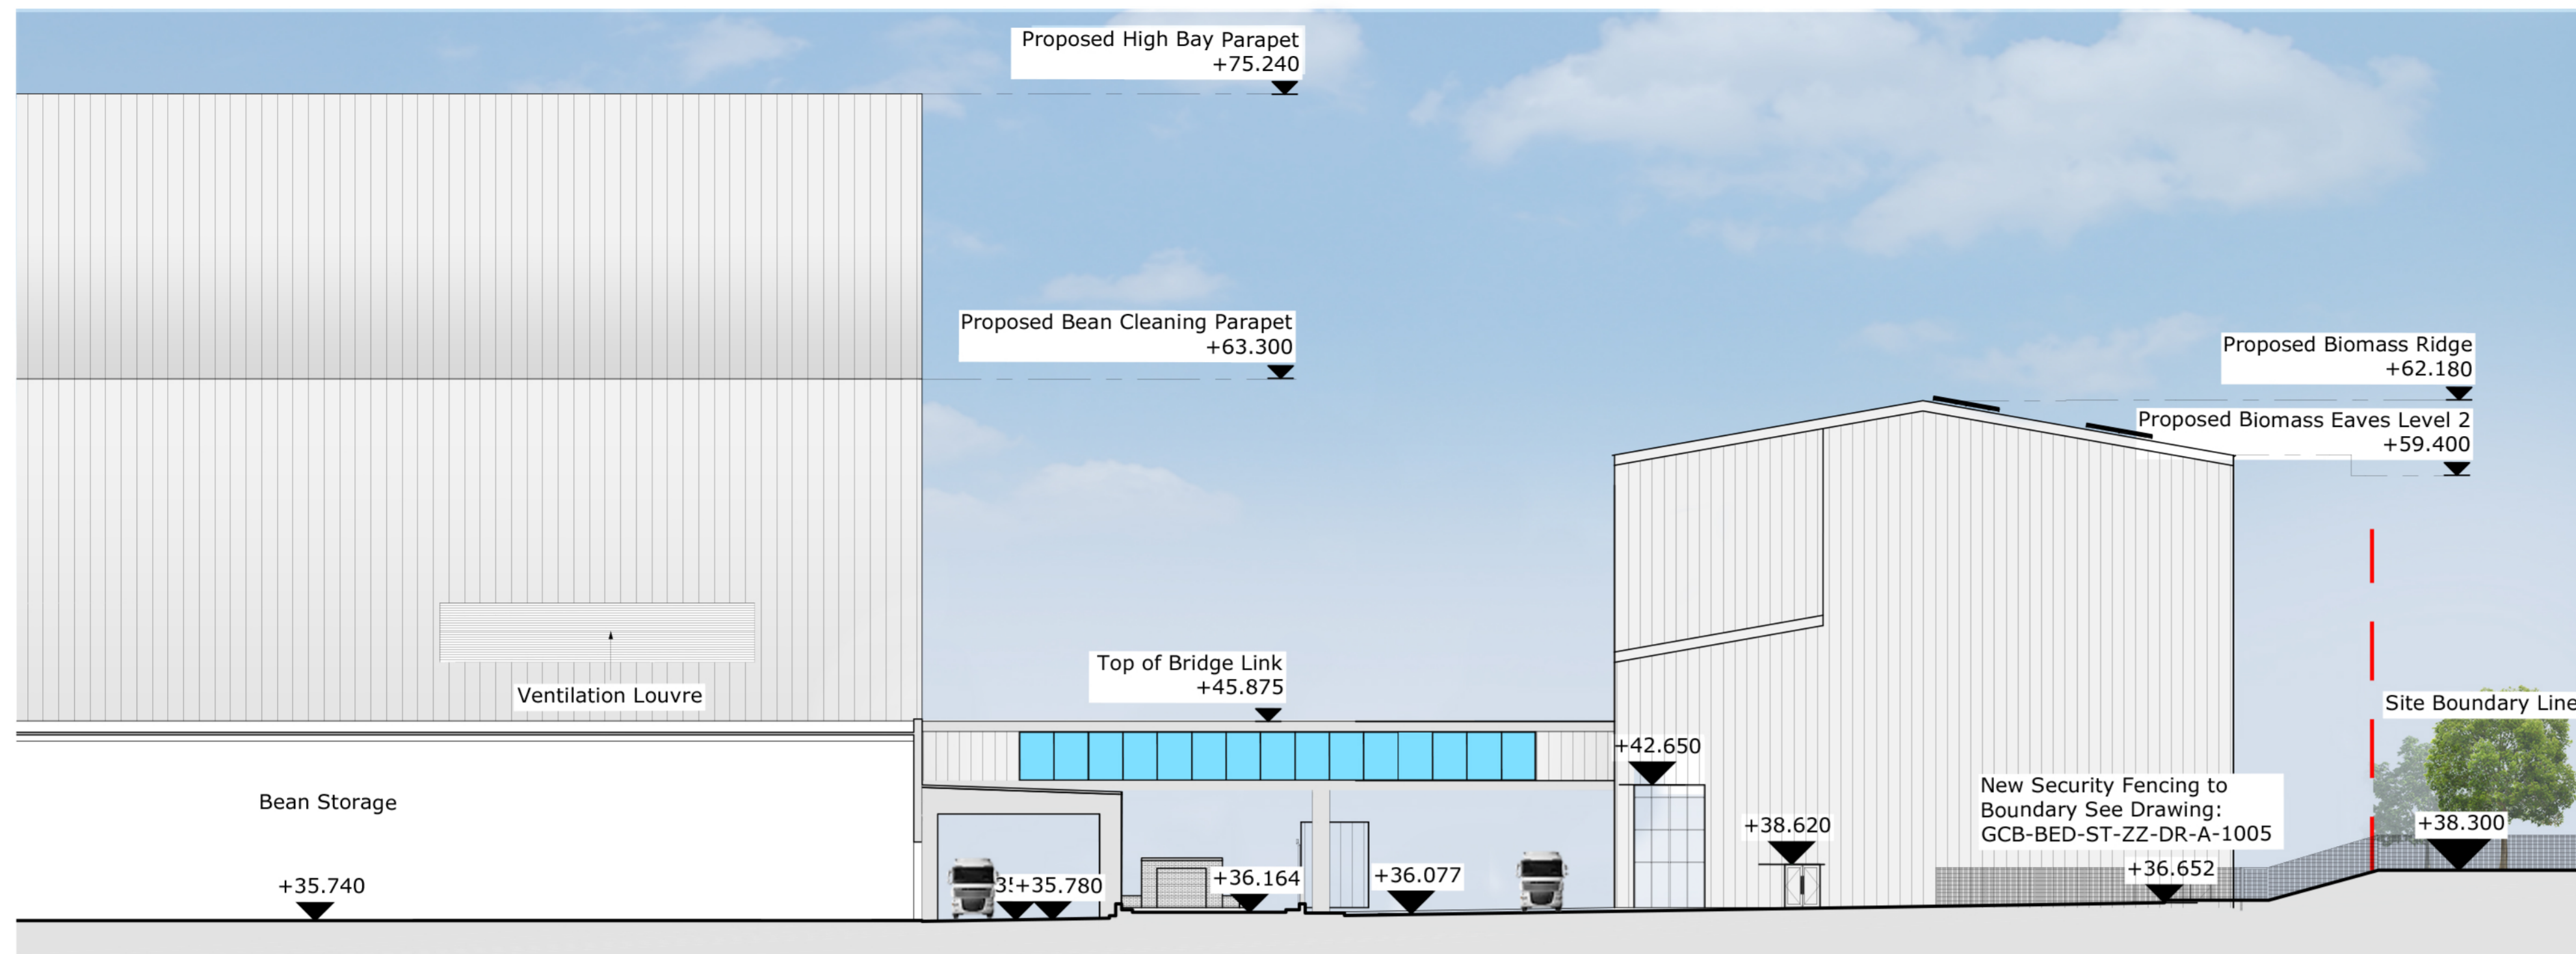 Proposed High Bay Parapet
+75.240
Proposed Bean Cleaning Parapet
+63.300
Proposed Biomass Ridge
+62.180
Proposed Biomass Eaves Level 2
+59.400
Top of Bridge Link
+45.875
Ventilation Louvre
Site Boundary Line
+42.650
New Security Fencing to
Boundary See Drawing:
GCB-BED-ST-ZZ-DR-A-1005
Bean Storage
+38.620
+38.300
+35.740
+35.780
+36.164
+36.077
+36.652